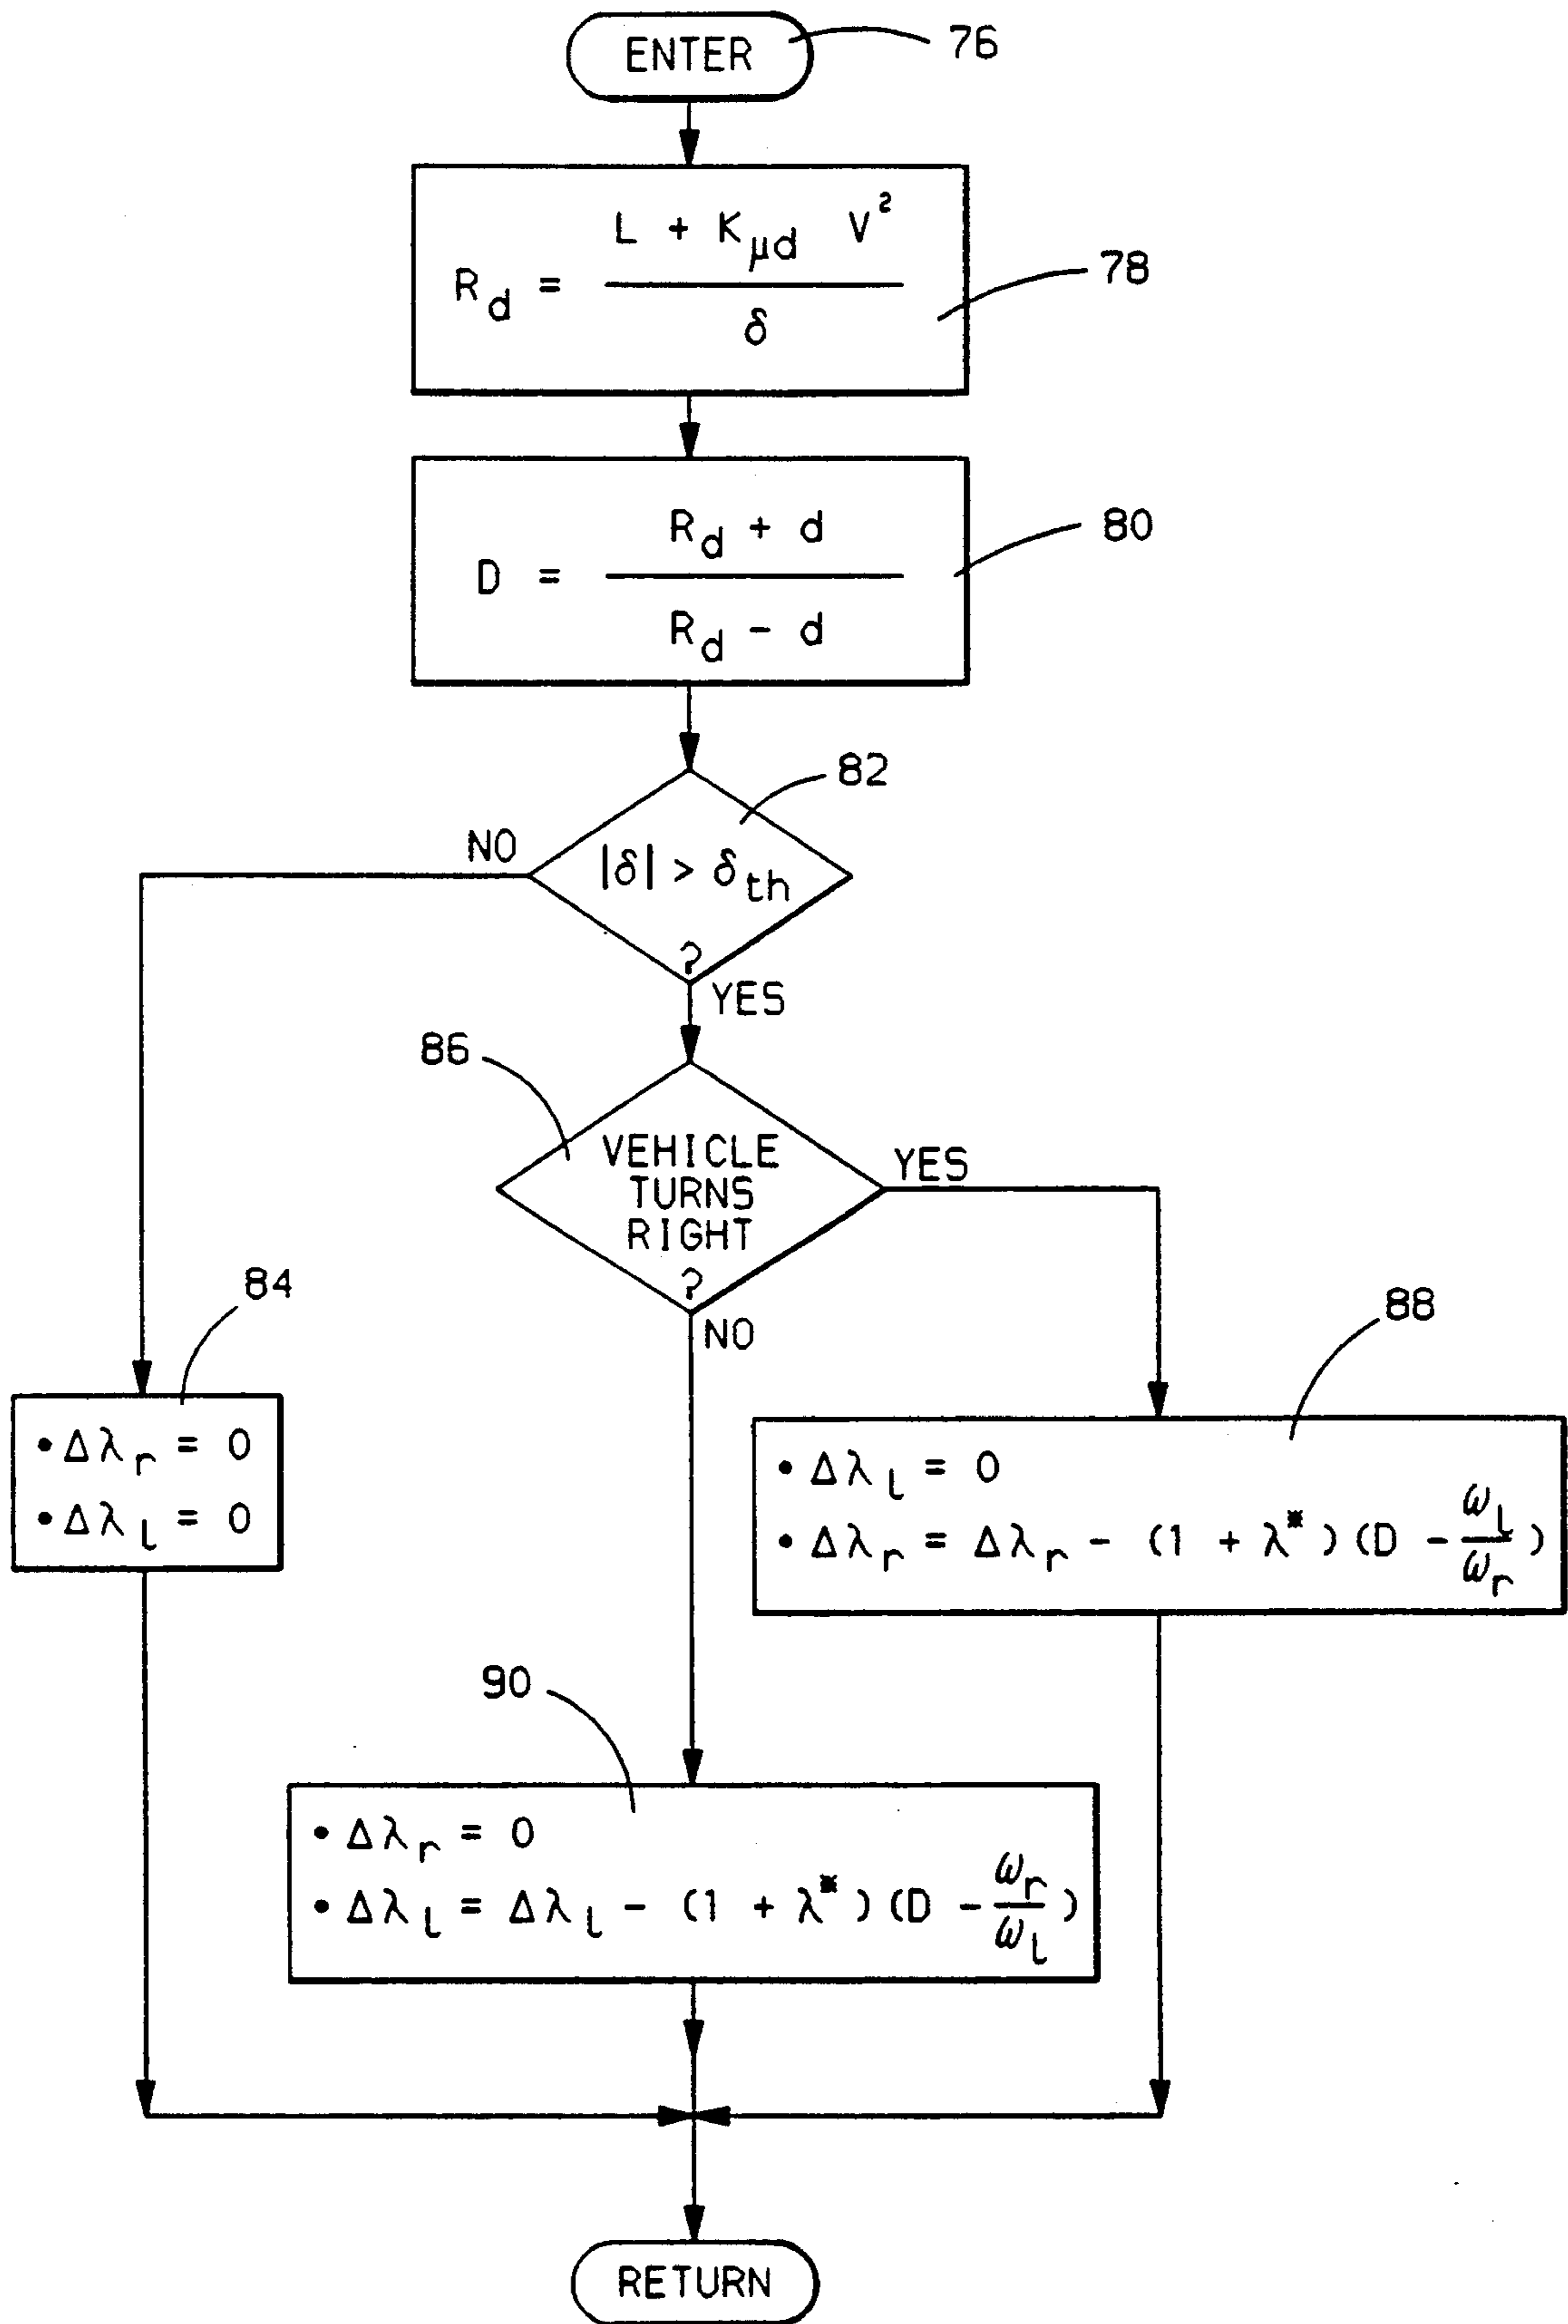 ENTER
76
R_d = (L + K_μd V²) / δ
78
D = (R_d + d) / (R_d - d)
80
82
NO
|δ| > δ_th
?
YES
86
VEHICLE
TURNS
RIGHT
?
YES
NO
84
• Δλ_r = 0
• Δλ_l = 0
88
• Δλ_l = 0
• Δλ_r = Δλ_r - (1 + λ*)(D - ω_l/ω_r)
90
• Δλ_r = 0
• Δλ_l = Δλ_l - (1 + λ*)(D - ω_r/ω_l)
RETURN